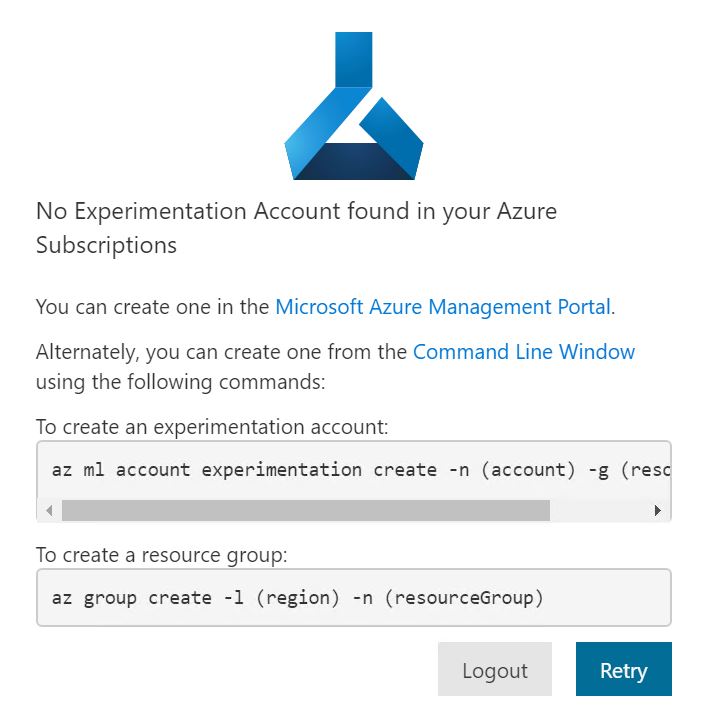 No Experimentation Account found in your Azure
Subscriptions
You can create one in the Microsoft Azure Management Portal.
Alternately, you can create one from the Command Line Window
using the following commands:
To create an experimentation account:
az ml account experimentation create -n (account) -g (reso
To create a resource group:
az group create -l (region) -n (resourceGroup)
Logout
Retry